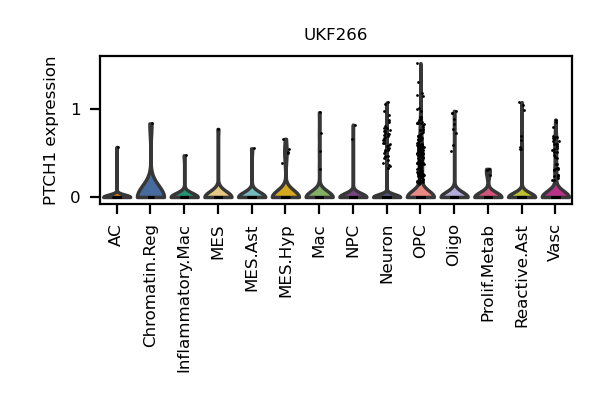 UKF266
PTCH1 expression
1
0
AC
Chromatin.Reg
Inflammatory.Mac
MES
MES.Ast
MES.Hyp
Mac
NPC
Neuron
OPC
Oligo
Prolif.Metab
Reactive.Ast
Vasc